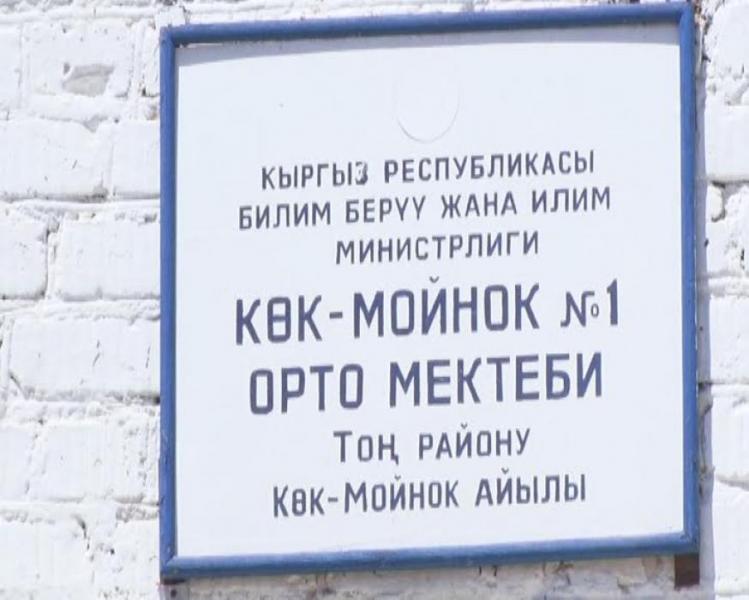 КЫРГЫЗ РЕСПУБЛИКАСЫ
БИЛИМ БЕРҮҮ ЖАНА ИЛИМ
МИНИСТРЛИГИ
КӨК-МОЙНОК №1
ОРТО МЕКТЕБИ
ТОҢ РАЙОНУ
КӨК-МОЙНОК АЙЫЛЫ